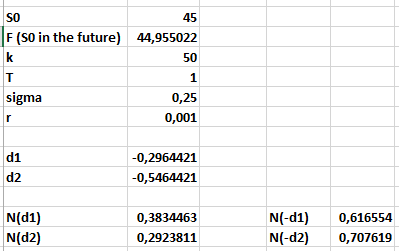 S0 45
F (S0 in the future) 44,955022
k 50
T 1
sigma 0,25
r 0,001
d1 -0,2964421
d2 -0,5464421
N(d1) 0,3834463 N(-d1) 0,616554
N(d2) 0,2923811 N(-d2) 0,707619